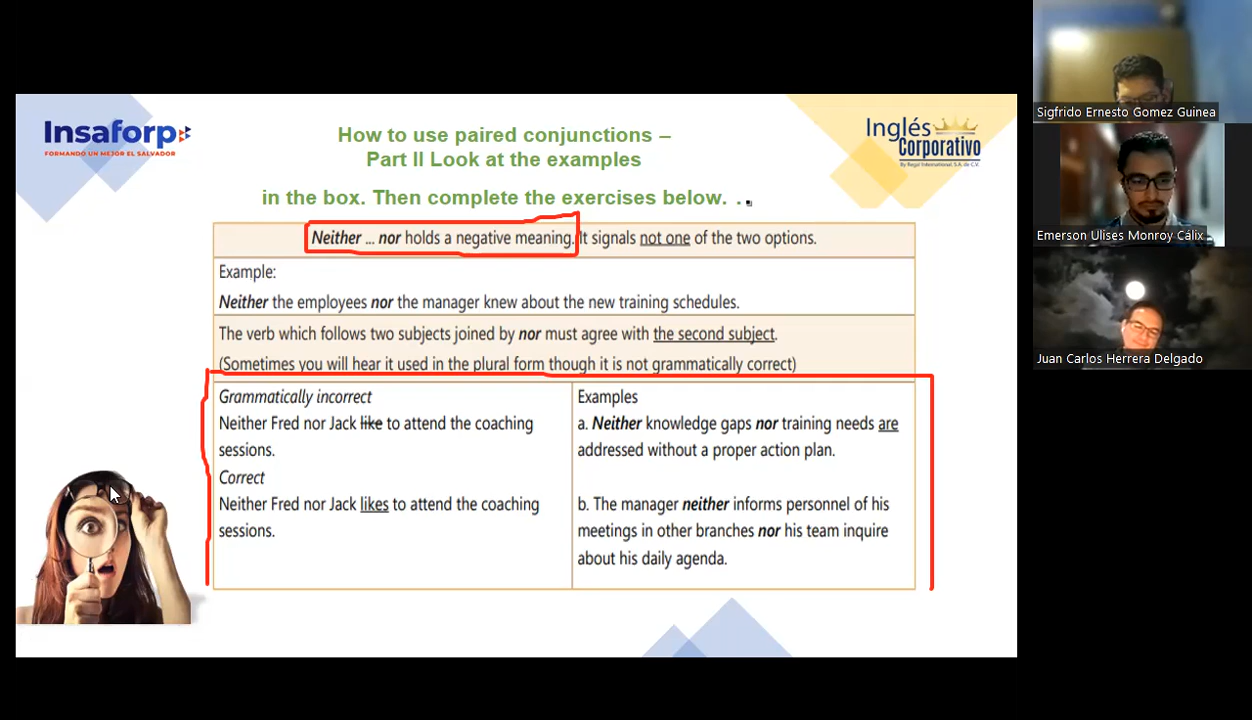 Insaforp
FORMANDO UN MEJOR EL SALVADOR
How to use paired conjunctions –
Part II Look at the examples
in the box. Then complete the exercises below. . .
Inglés
Corporativo
By Regal International, S.A. de C.V.
Neither ... nor holds a negative meaning. It signals not one of the two options.
Example:
Neither the employees nor the manager knew about the new training schedules.
The verb which follows two subjects joined by nor must agree with the second subject.
(Sometimes you will hear it used in the plural form though it is not grammatically correct)
Grammatically incorrect
Neither Fred nor Jack like to attend the coaching
sessions.
Correct
Neither Fred nor Jack likes to attend the coaching
sessions.
Examples
a. Neither knowledge gaps nor training needs are
addressed without a proper action plan.
b. The manager neither informs personnel of his
meetings in other branches nor his team inquire
about his daily agenda.
Sigfrido Ernesto Gomez Guinea
Emerson Ulises Monroy Cálix
Juan Carlos Herrera Delgado